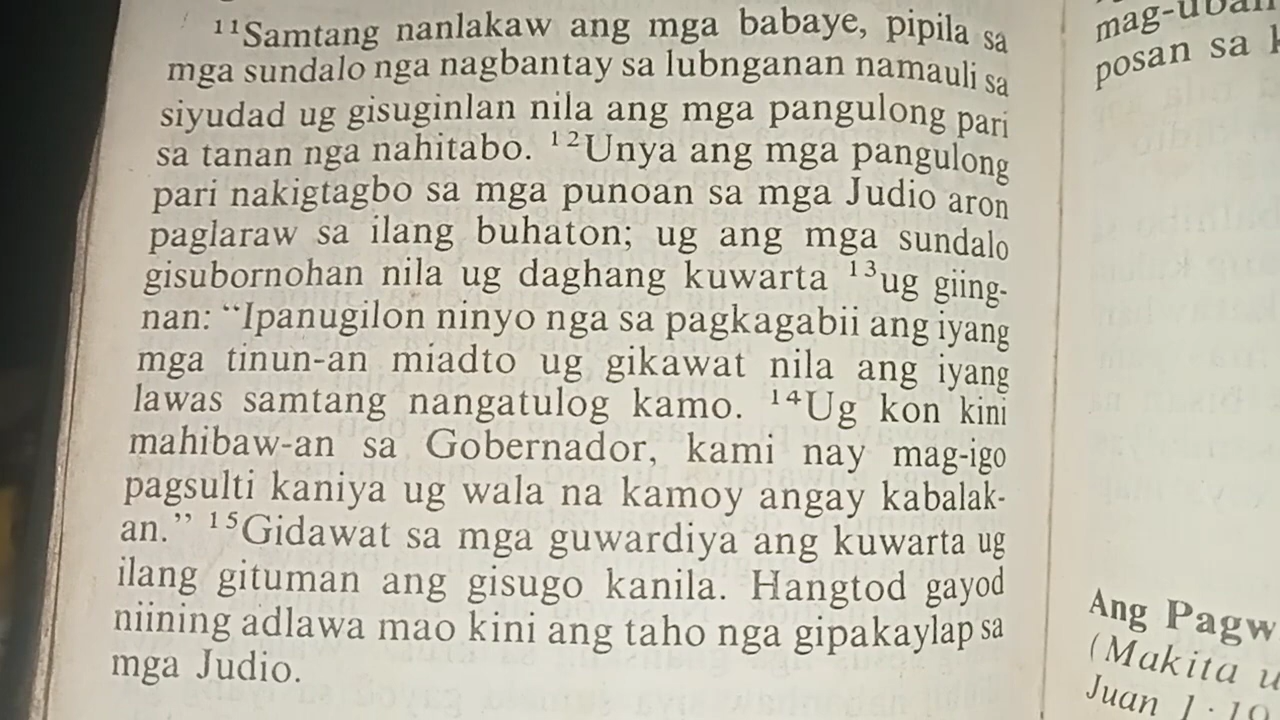 ¹¹Samtang nanlakaw ang mga babaye, pipila sa
mga sundalo nga nagbantay sa lubnganan namauli sa
siyudad ug gisuginlan nila ang mga pangulong pari
sa tanan nga nahitabo. ¹²Unya ang mga pangulong
pari nakigtagbo sa mga punoan sa mga Judio aron
paglaraw sa ilang buhaton; ug ang mga sundalo
gisubornohan nila ug daghang kuwarta ¹³ug giing-
nan: “Ipanugilon ninyo nga sa pagkagabii ang iyang
mga tinun-an miadto ug gikawat nila ang iyang
lawas samtang nangatulog kamo. ¹⁴Ug kon kini
mahibaw-an sa Gobernador, kami nay mag-igo
pagsulti kaniya ug wala na kamoy angay kabalak-
an.” ¹⁵Gidawat sa mga guwardiya ang kuwarta ug
ilang gituman ang gisugo kanila. Hangtod gayod
niining adlawa mao kini ang taho nga gipakaylap sa
mga Judio.
posan sa
Ang Pagw
(Makita u
Juan 1:19